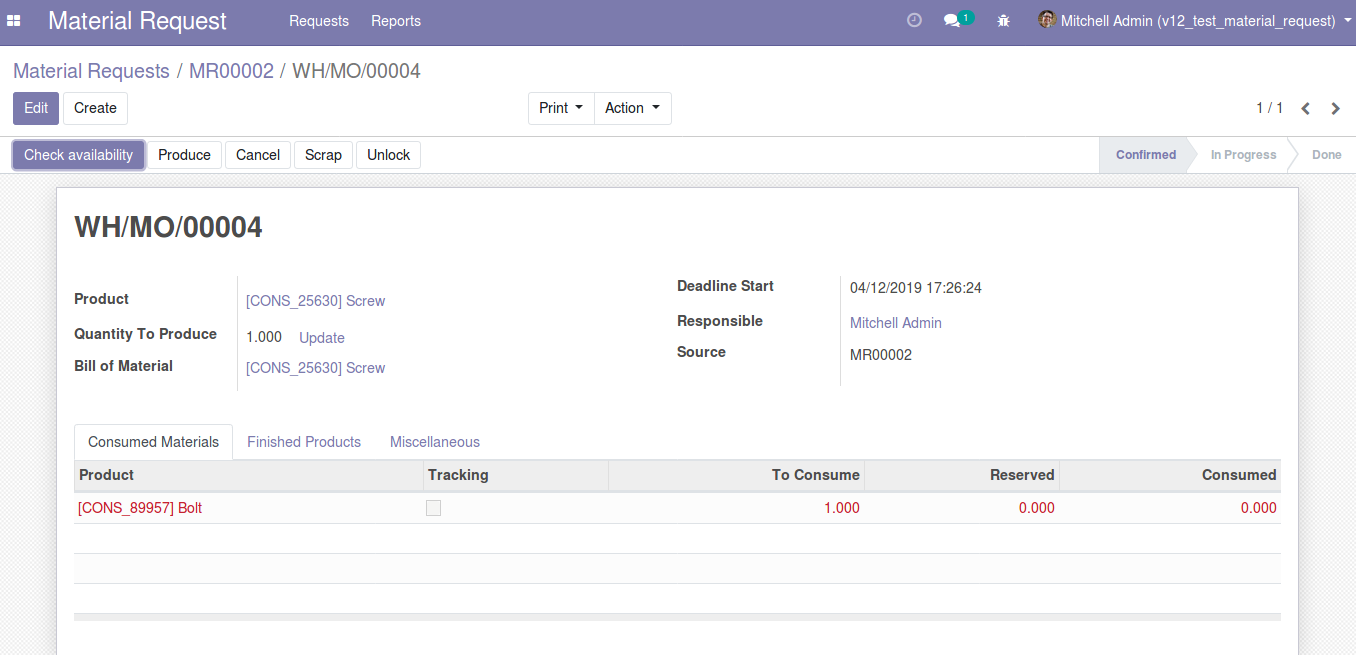 Material Request Requests Reports 1 Mitchell Admin (v12_test_material_request)
Material Requests / MR00002 / WH/MO/00004
Edit Create Print Action 1 / 1
Check availability Produce Cancel Scrap Unlock Confirmed In Progress Done
WH/MO/00004
Product [CONS_25630] Screw
Quantity To Produce 1.000 Update
Bill of Material [CONS_25630] Screw
Deadline Start 04/12/2019 17:26:24
Responsible Mitchell Admin
Source MR00002
Consumed Materials Finished Products Miscellaneous
Product Tracking To Consume Reserved Consumed
[CONS_89957] Bolt 1.000 0.000 0.000